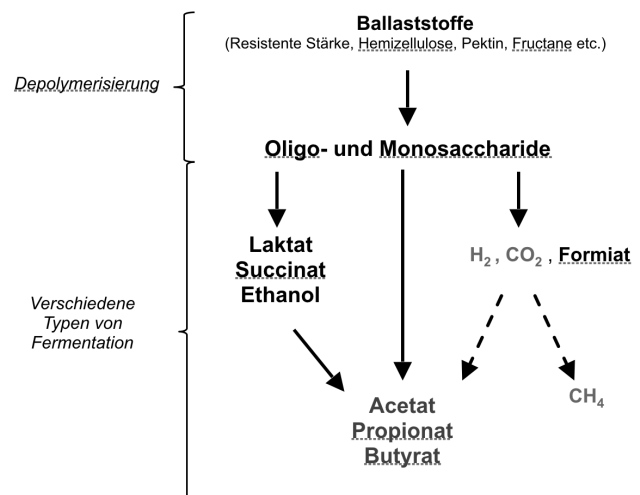 Ballaststoffe
(Resistente Stärke, Hemizellulose, Pektin, Fructane etc.)
Depolymerisierung
Oligo- und Monosaccharide
Laktat
Succinat
Ethanol
H₂ , CO₂ , Formiat
Verschiedene
Typen von
Fermentation
Acetat
Propionat
Butyrat
CH₄